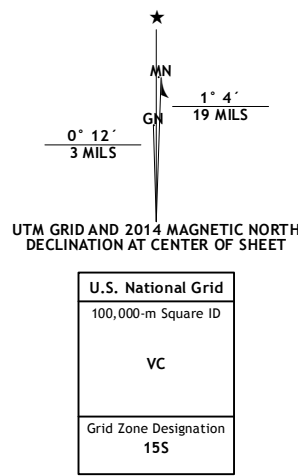 MN
1° 4´
19 MILS
GN
0° 12´
3 MILS
UTM GRID AND 2014 MAGNETIC NORTH
DECLINATION AT CENTER OF SHEET
U.S. National Grid
100,000-m Square ID
VC
Grid Zone Designation
15S